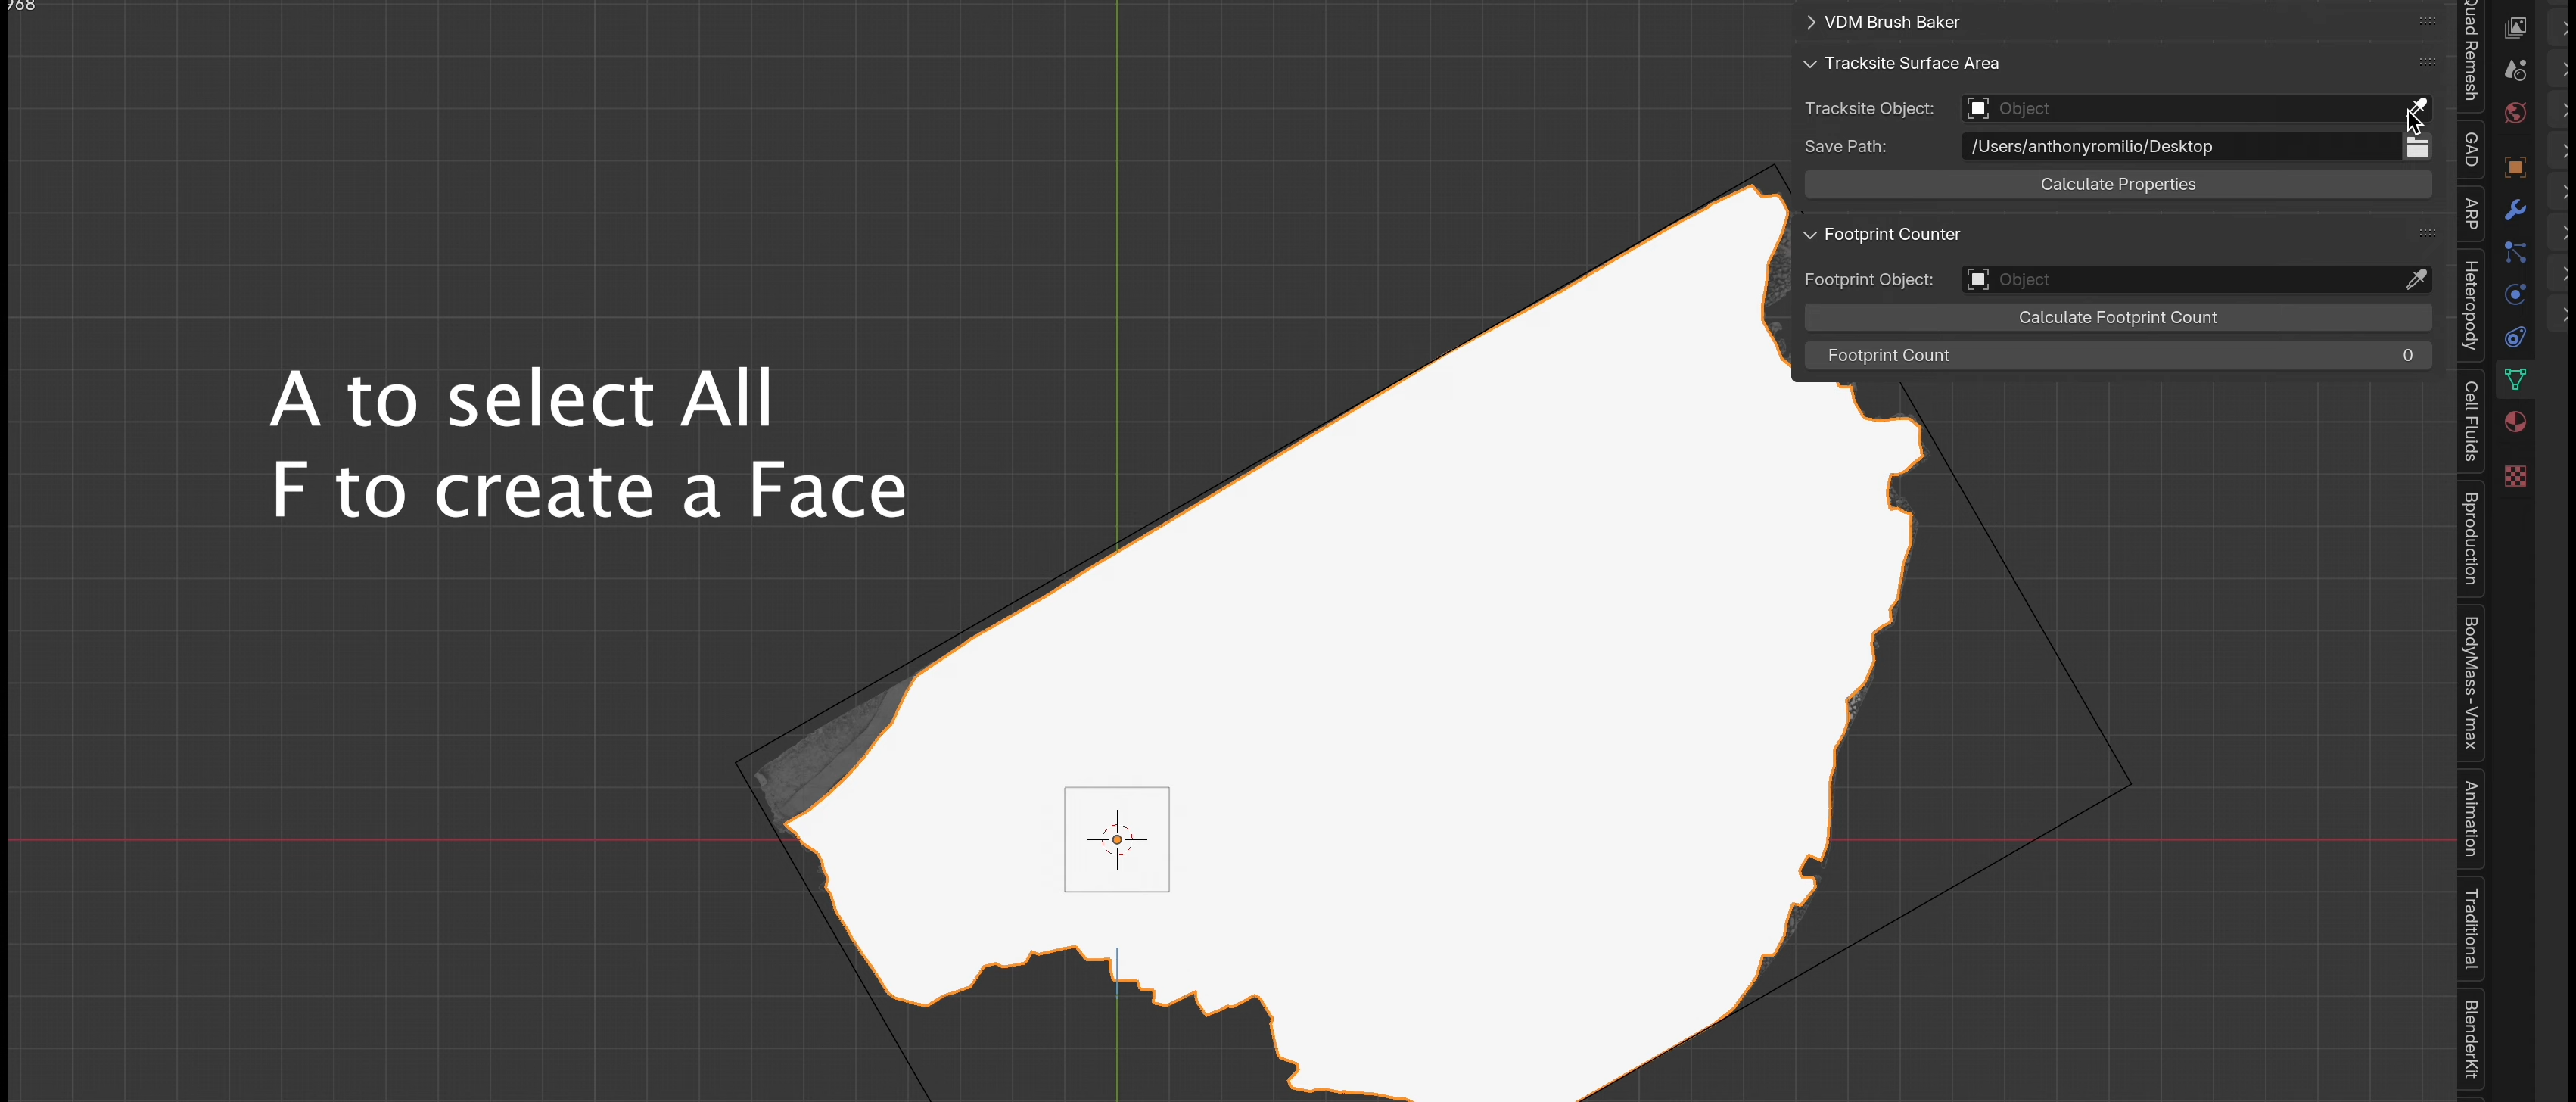 968
VDM Brush Baker
Tracksite Surface Area
Tracksite Object: Object
Save Path: /Users/anthonyromilio/Desktop
Calculate Properties
Footprint Counter
Footprint Object: Object
Calculate Footprint Count
Footprint Count 0
A to select All
F to create a Face
Quad Remesh
GAD
ARP
Heteropody
Cell Fluids
Bproduction
BodyMass-Vmax
Animation
Traditional
BlenderKit